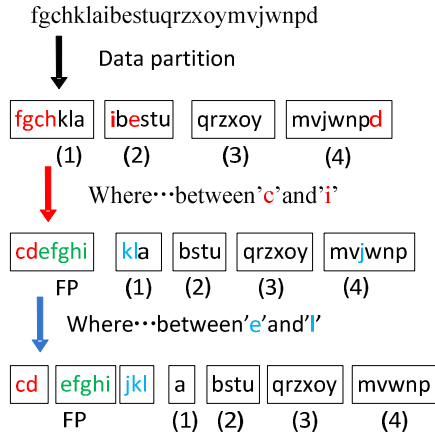 fgchklaibestuqrzxoymvjwnpd
Data partition
fgchkla ibestu qrzxoy mvjwnpd
(1) (2) (3) (4)
Where···between'c'and'i'
cdefghi kla bstu qrzxoy mvjwnp
FP (1) (2) (3) (4)
Where···between'e'and'l'
cd efghi jkl a bstu qrzxoy mvwnp
FP (1) (2) (3) (4)